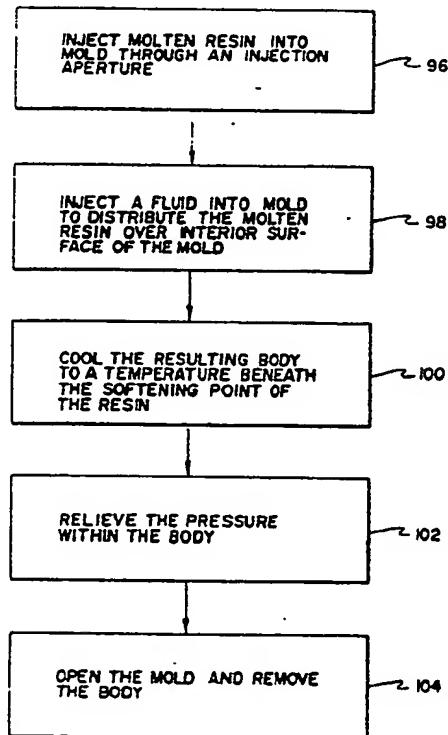 INJECT MOLTEN RESIN INTO
MOLD THROUGH AN INJECTION
APERTURE
96
INJECT A FLUID INTO MOLD
TO DISTRIBUTE THE MOLTEN
RESIN OVER INTERIOR SUR-
FACE OF THE MOLD
98
COOL THE RESULTING BODY
TO A TEMPERATURE BENEATH
THE SOFTENING POINT OF
THE RESIN
100
RELIEVE THE PRESSURE
WITHIN THE BODY
102
OPEN THE MOLD AND REMOVE
THE BODY
104